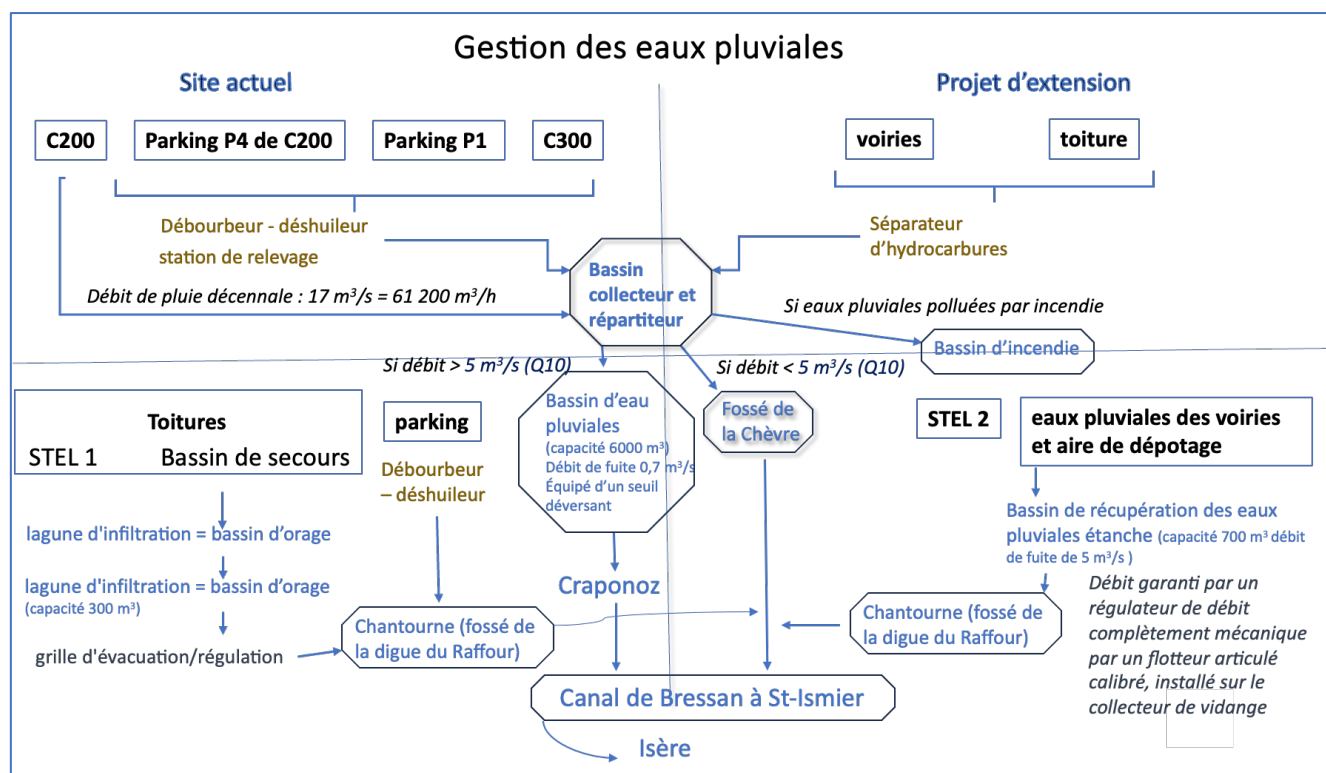 Gestion des eaux pluviales
Site actuel
Projet d'extension
C200
Parking P4 de C200
Parking P1
C300
voiries
toiture
Débourbeur - déshuileur
station de relevage
Séparateur
d'hydrocarbures
Bassin
collecteur et
répartiteur
Débit de pluie décennale : 17 m³/s = 61 200 m³/h
Si eaux pluviales polluées par incendie
Bassin d'incendie
Si débit > 5 m³/s (Q10)
Si débit < 5 m³/s (Q10)
Toitures
STEL 1 Bassin de secours
parking
Débourbeur
– déshuileur
Bassin d'eau
pluviales
(capacité 6000 m³)
Débit de fuite 0,7 m³/s
Équipé d'un seuil
déversant
Fossé de
la Chèvre
STEL 2
eaux pluviales des voiries
et aire de dépotage
lagune d'infiltration = bassin d'orage
lagune d'infiltration = bassin d'orage
(capacité 300 m³)
grille d'évacuation/régulation
Chantourne (fossé de
la digue du Raffour)
Craponoz
Bassin de récupération des eaux
pluviales étanche (capacité 700 m³ débit
de fuite de 5 m³/s )
Chantourne (fossé de
la digue du Raffour)
Débit garanti par un
régulateur de débit
complètement mécanique
par un flotteur articulé
calibré, installé sur le
collecteur de vidange
Canal de Bressan à St-Ismier
Isère